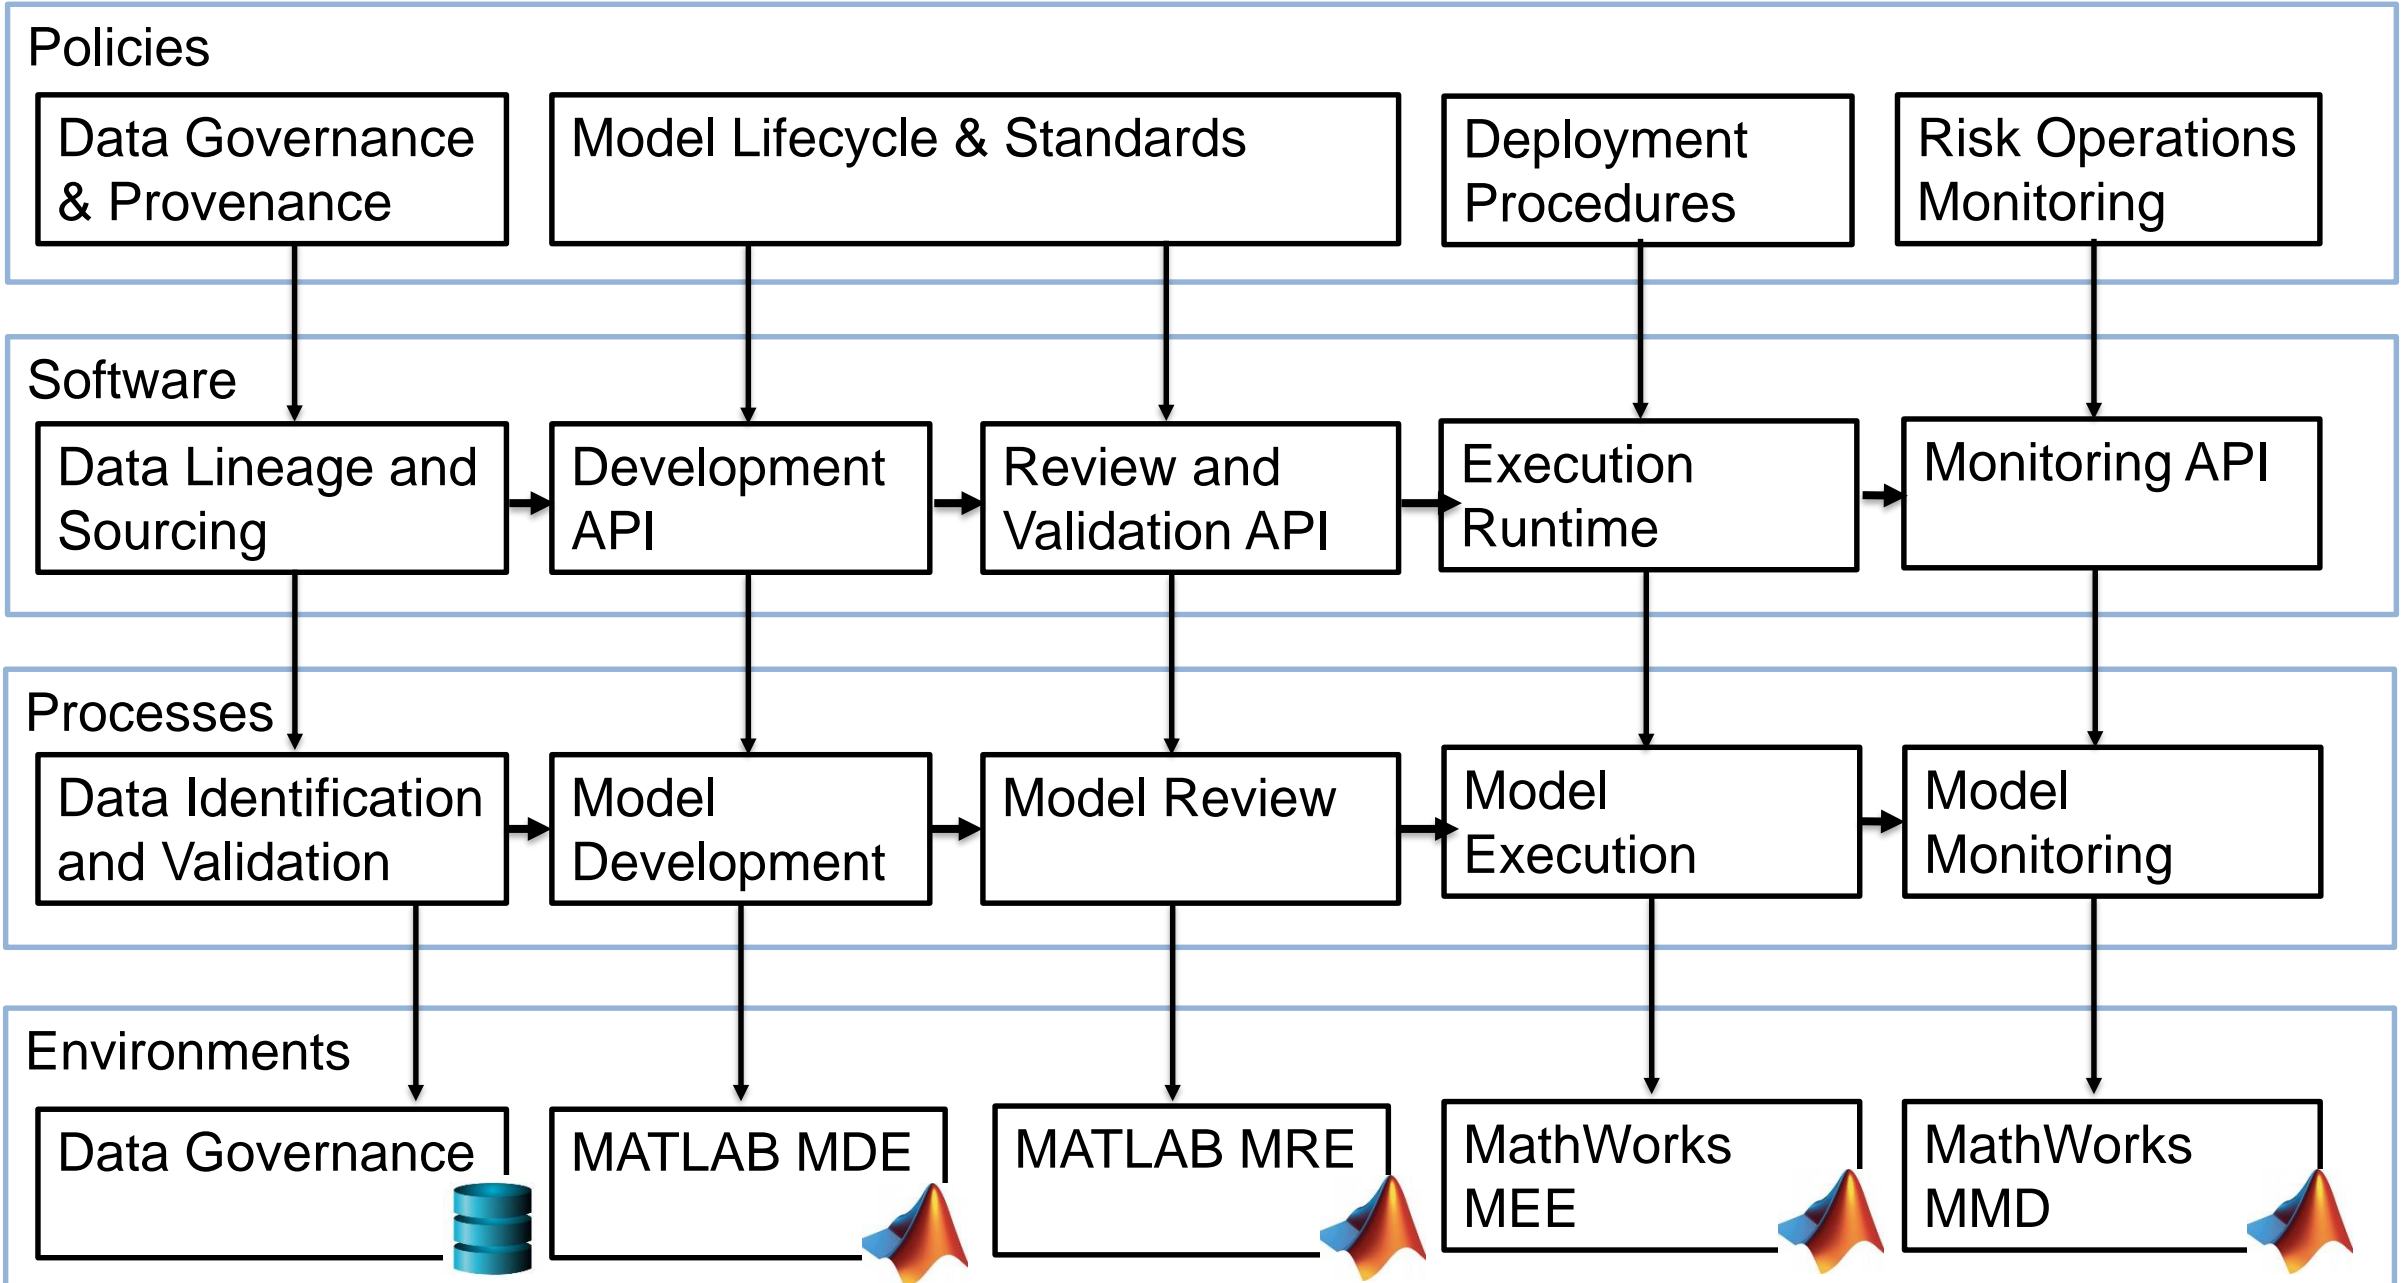 Policies
Data Governance
& Provenance
Model Lifecycle & Standards
Deployment
Procedures
Risk Operations
Monitoring
Software
Data Lineage and
Sourcing
Development
API
Review and
Validation API
Execution
Runtime
Monitoring API
Processes
Data Identification
and Validation
Model
Development
Model Review
Model
Execution
Model
Monitoring
Environments
Data Governance
MATLAB MDE
MATLAB MRE
MathWorks
MEE
MathWorks
MMD